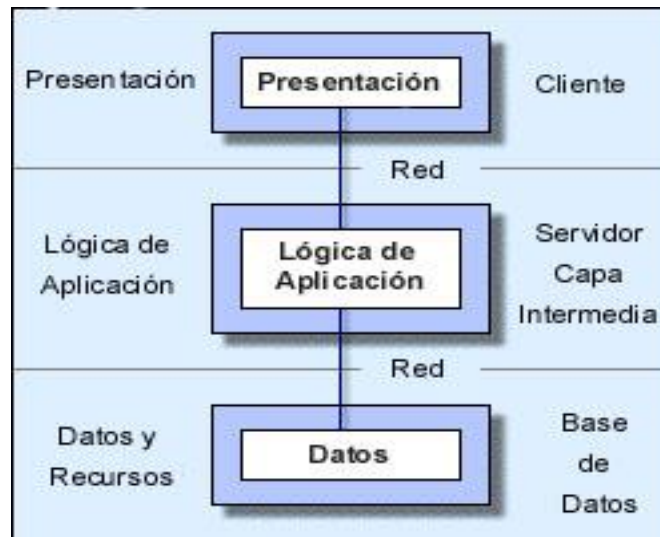 Presentación
Presentación
Cliente
Red
Lógica de
Aplicación
Lógica de
Aplicación
Servidor
Capa
Intermedia
Red
Datos y
Recursos
Datos
Base
de
Datos